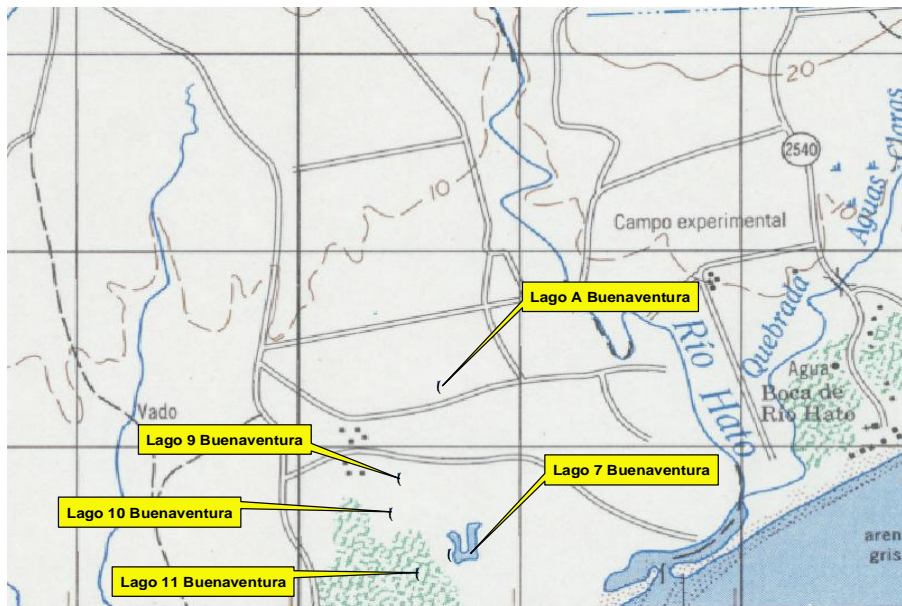 20
2540
10
10
Aguas Claras
Campo experimental
Lago A Buenaventura
Quebrada
Río Hato
Agua
Boca de
Río Hato
Vado
Lago 9 Buenaventura
Lago 7 Buenaventura
Lago 10 Buenaventura
aren
gris
Lago 11 Buenaventura